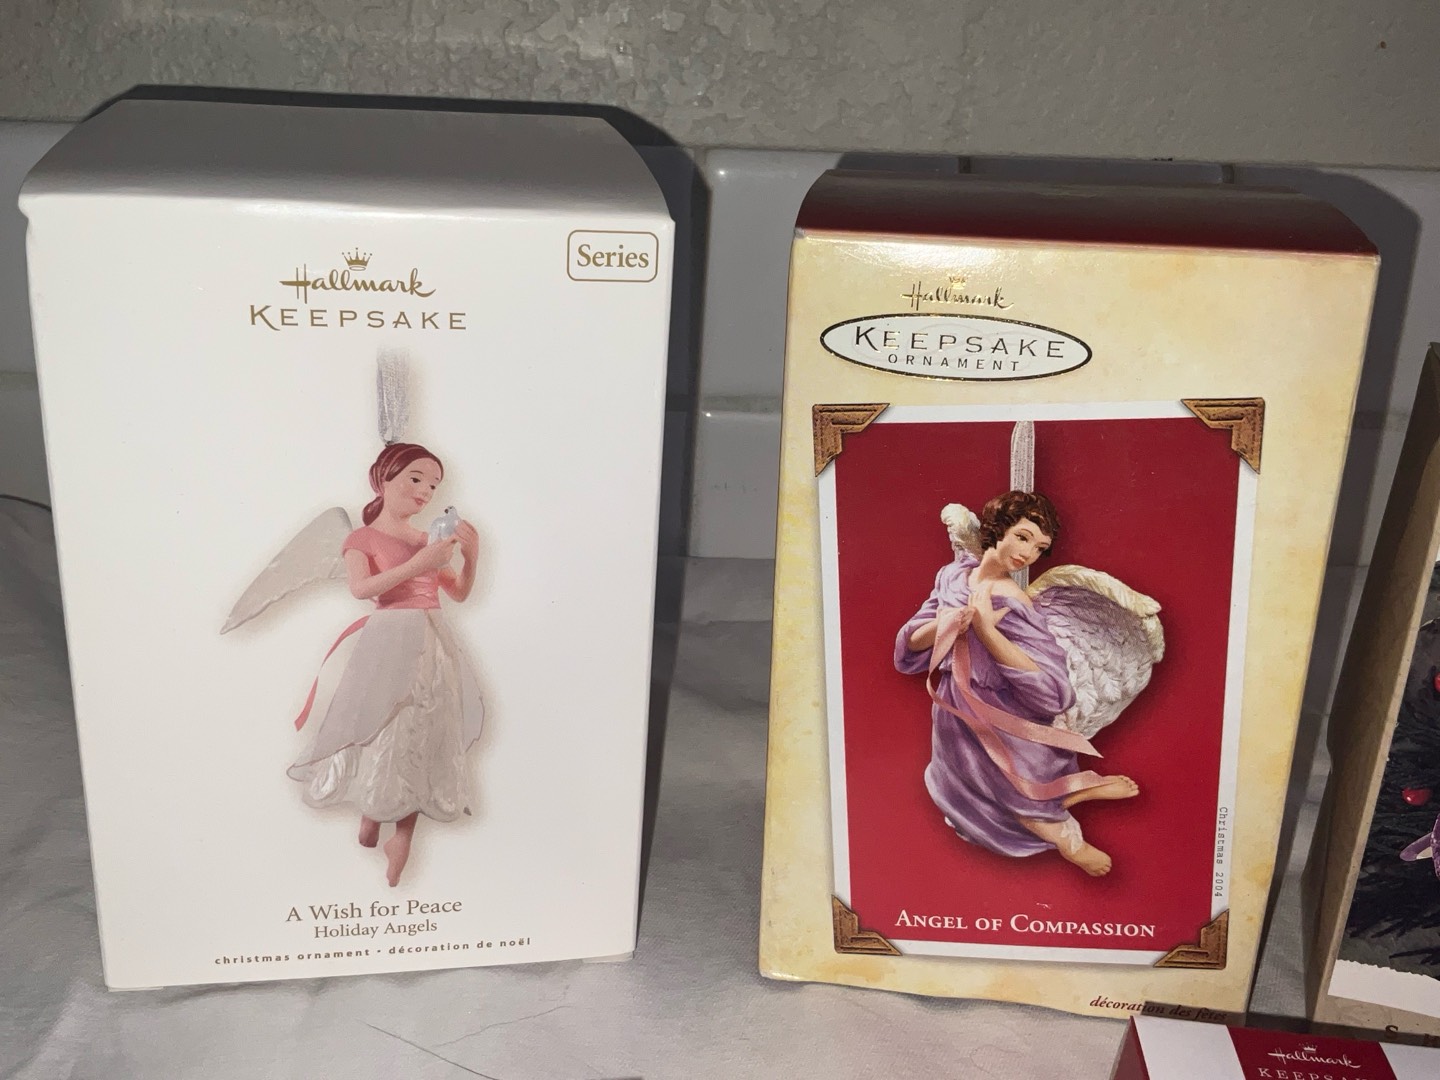 Series
Hallmark
KEEPSAKE
A Wish for Peace
Holiday Angels
christmas ornament • décoration de noël
Hallmark
KEEPSAKE
ORNAMENT
Christmas 2004
ANGEL OF COMPASSION
décoration des fêtes
Hallmark